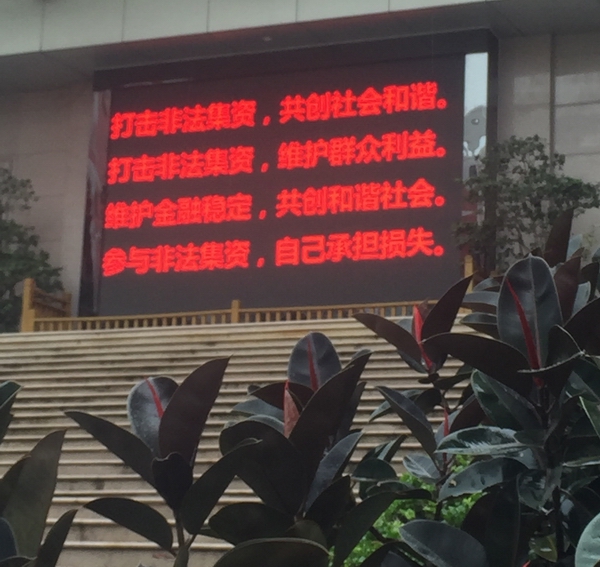 打击非法集资，共创社会和谐。
打击非法集资，维护群众利益。
维护金融稳定，共创和谐社会。
参与非法集资，自己承担损失。